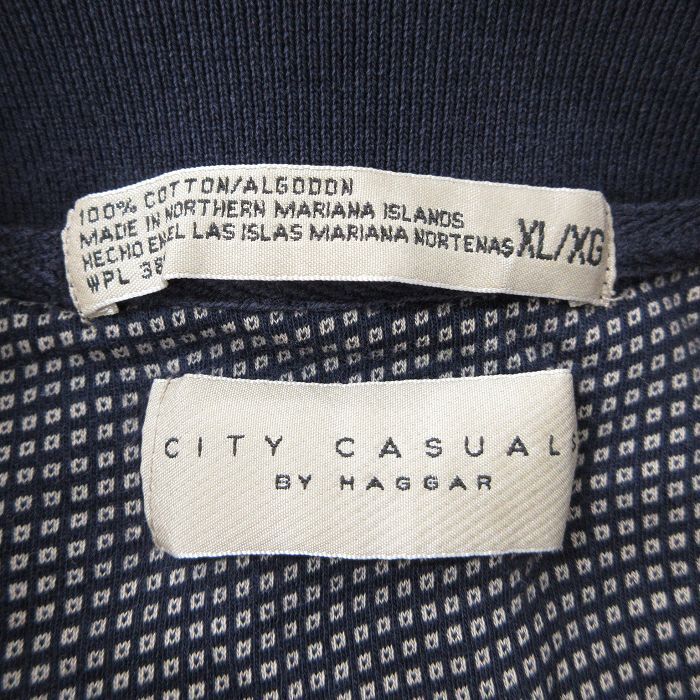 100% COTTON/ALGODON
MADE IN NORTHERN MARIANA ISLANDS
HECHO EN EL LAS ISLAS MARIANA NORTENAS
WPL
XL/XG
CITY CASUALS
BY HAGGAR